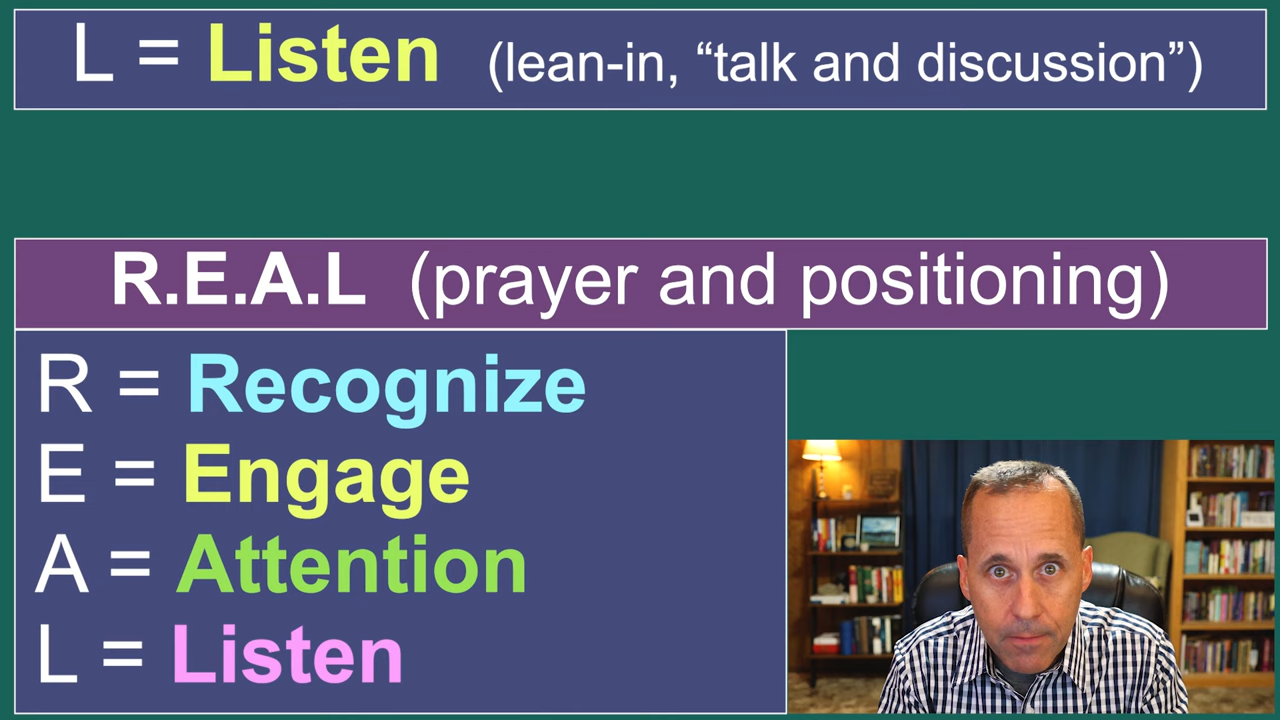 L = Listen (lean-in, “talk and discussion”)
R.E.A.L (prayer and positioning)
R = Recognize
E = Engage
A = Attention
L = Listen